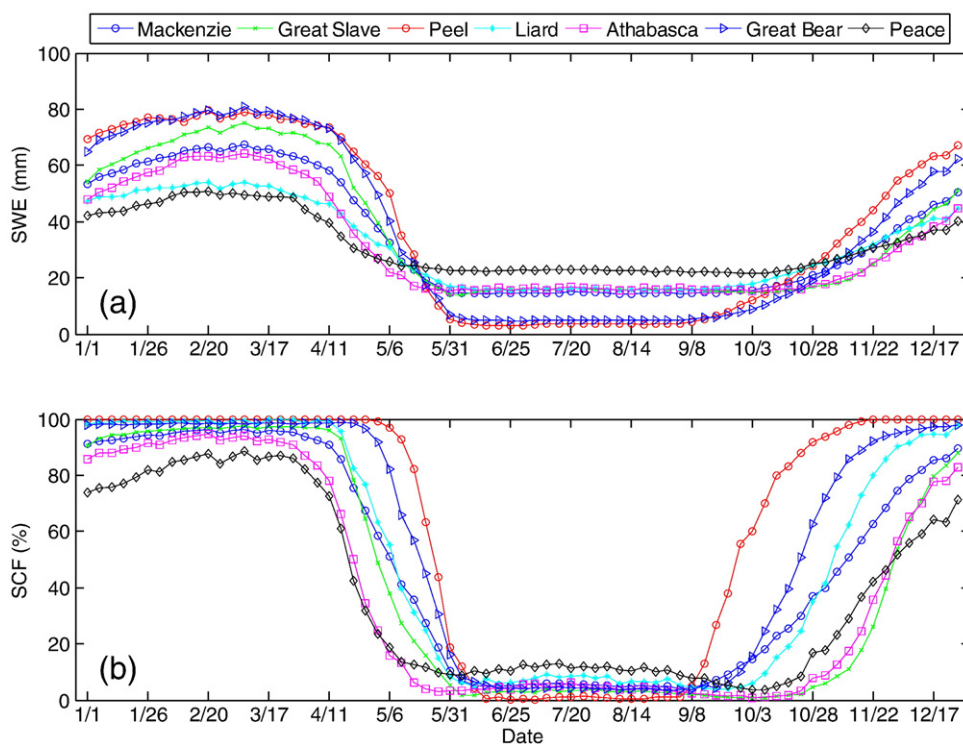 (a)
Mackenzie Great Slave Peel Liard Athabasca Great Bear Peace
100
80
60
40
20
0
SWE (mm)
1/1 1/26 2/20 3/17 4/11 5/6 5/31 6/25 7/20 8/14 9/8 10/3 10/28 11/22 12/17
(b)
100
80
60
40
20
0
SCF (%)
1/1 1/26 2/20 3/17 4/11 5/6 5/31 6/25 7/20 8/14 9/8 10/3 10/28 11/22 12/17
Date